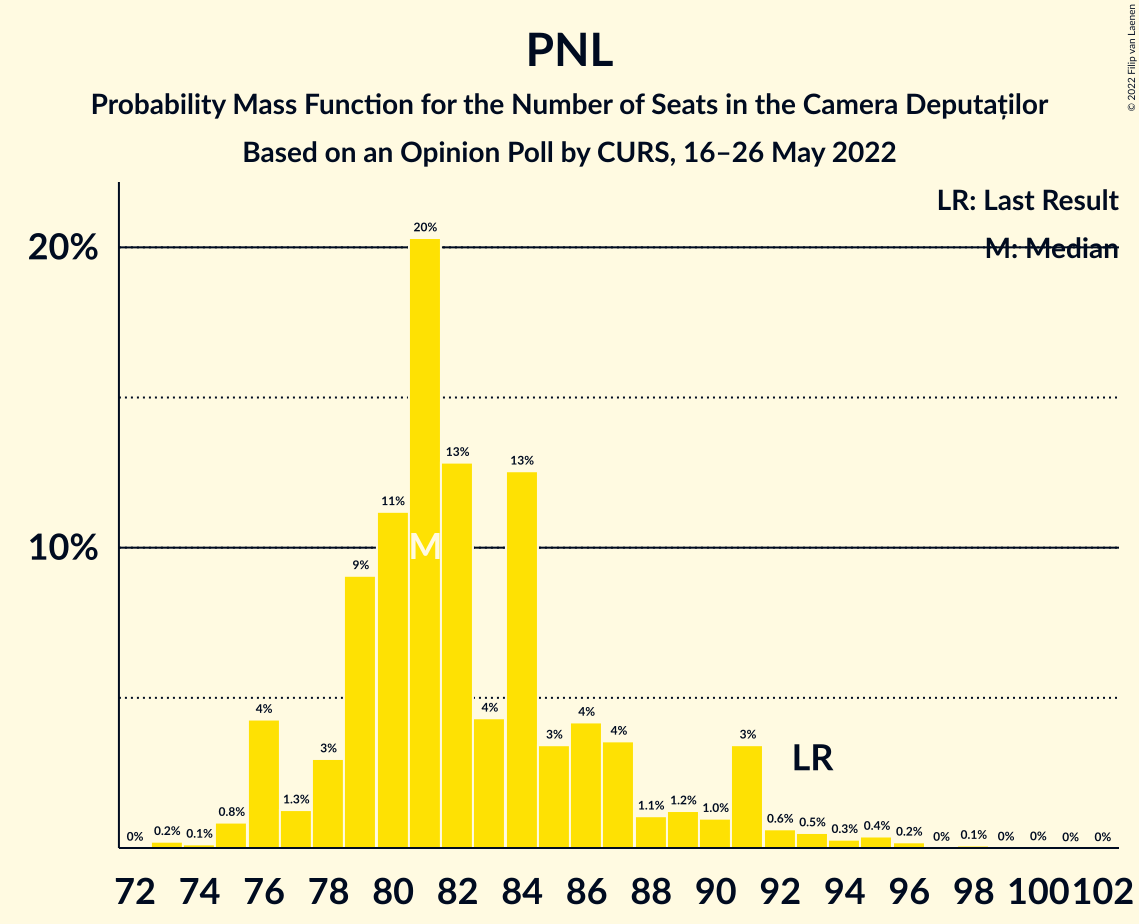 PNL
Probability Mass Function for the Number of Seats in the Camera Deputaților
Based on an Opinion Poll by CURS, 16–26 May 2022
© 2022 Filip van Laenen
LR: Last Result
M: Median
20%
10%
0% 0.2% 0.1% 0.8% 4% 1.3% 3% 9% 11% 20% 13% 4% 13% 3% 4% 4% 1.1% 1.2% 1.0% 3% 0.6% 0.5% 0.3% 0.4% 0.2% 0% 0.1% 0% 0% 0% 0%
M
LR
72 74 76 78 80 82 84 86 88 90 92 94 96 98 100 102